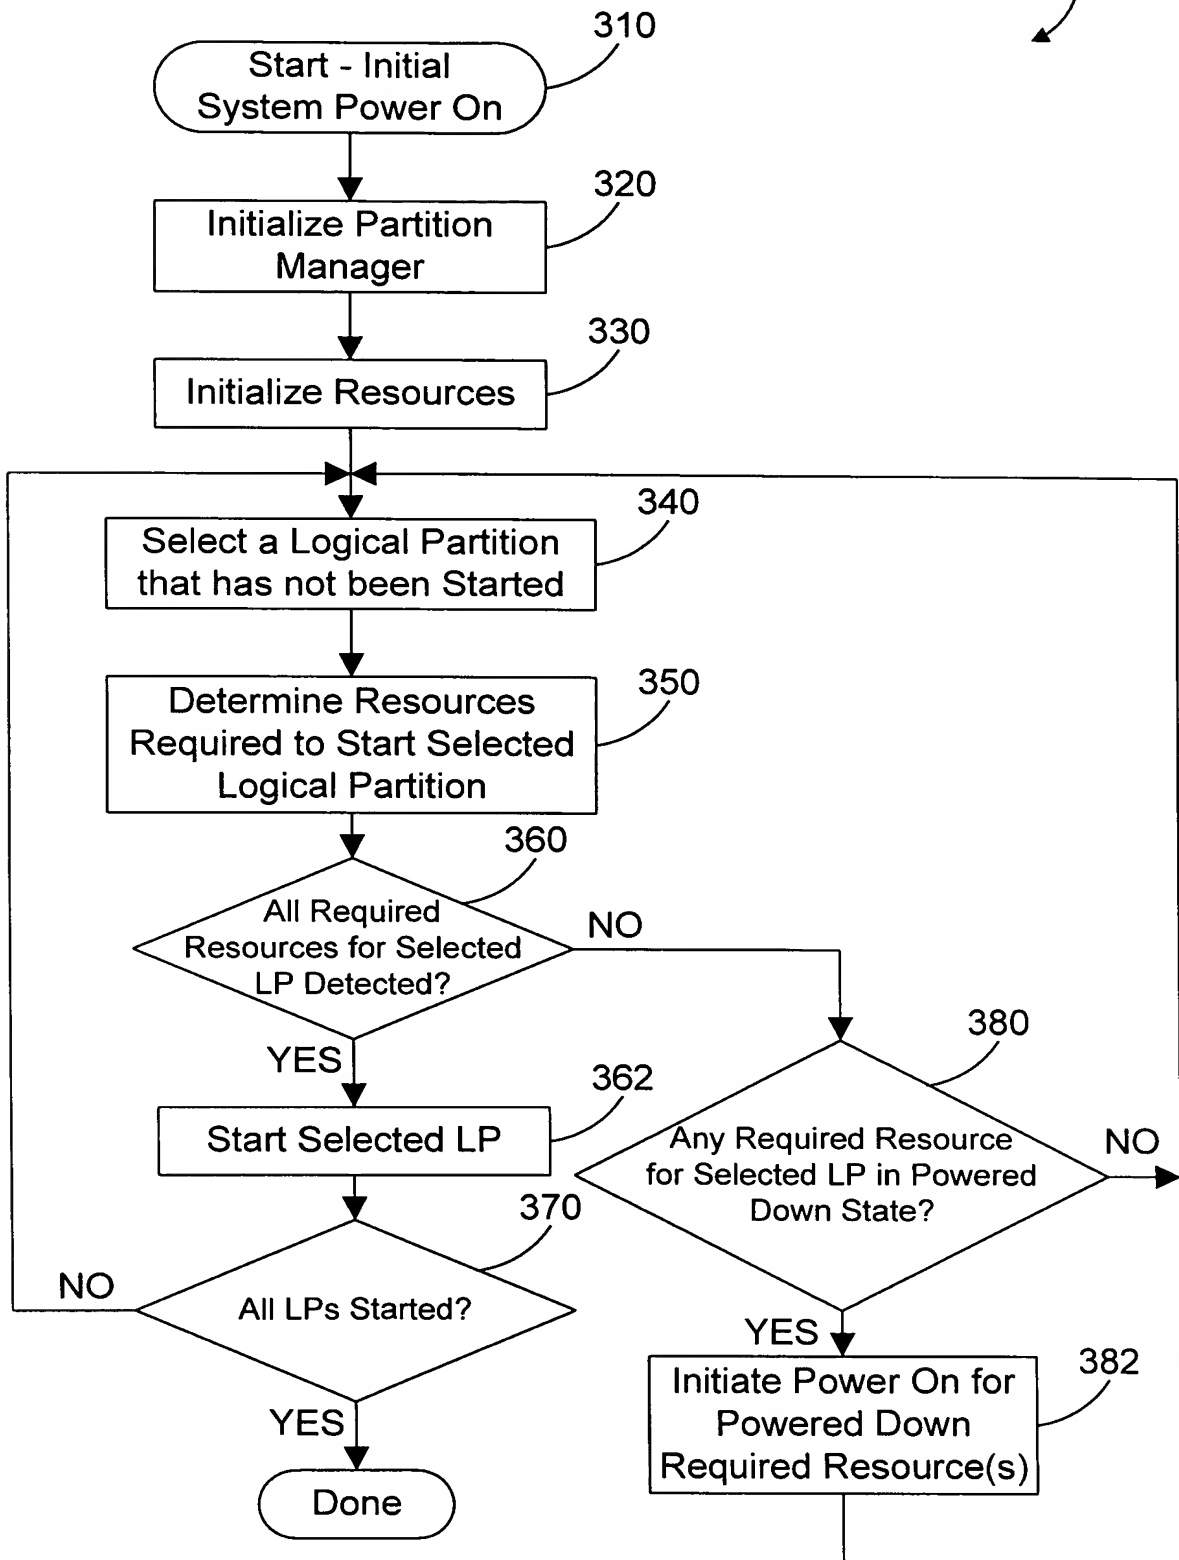 310
Start - Initial
System Power On
320
Initialize Partition
Manager
330
Initialize Resources
340
Select a Logical Partition
that has not been Started
350
Determine Resources
Required to Start Selected
Logical Partition
360
All Required
Resources for Selected
LP Detected?
NO
YES
380
Any Required Resource
for Selected LP in Powered
Down State?
NO
362
Start Selected LP
370
All LPs Started?
NO
YES
YES
382
Initiate Power On for
Powered Down
Required Resource(s)
Done